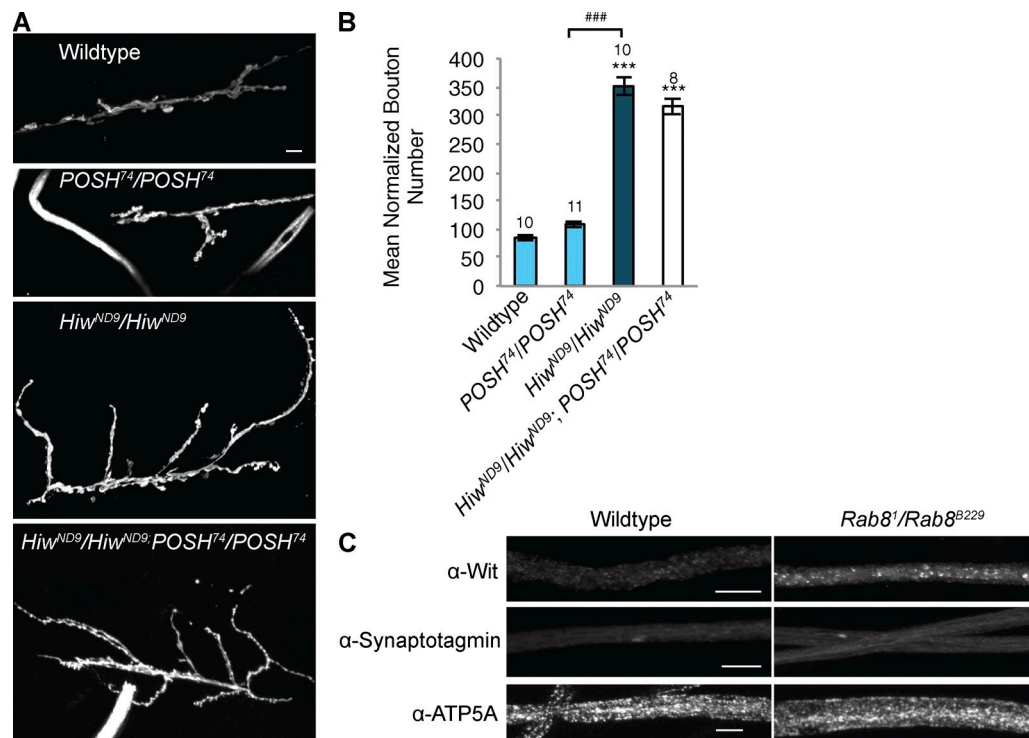 A
Wildtype
POSH⁷⁴/POSH⁷⁴
Hiwᴺᴰ⁹/Hiwᴺᴰ⁹
Hiwᴺᴰ⁹/Hiwᴺᴰ⁹; POSH⁷⁴/POSH⁷⁴
B
###
Mean Normalized Bouton
Number
400
350
300
250
200
150
100
50
0
10
11
10
***
8
***
Wildtype
POSH⁷⁴/POSH⁷⁴
Hiwᴺᴰ⁹/Hiwᴺᴰ⁹
Hiwᴺᴰ⁹/Hiwᴺᴰ⁹; POSH⁷⁴/POSH⁷⁴
C
Wildtype
Rab8¹/Rab8ᴮ²²⁹
α-Wit
α-Synaptotagmin
α-ATP5A